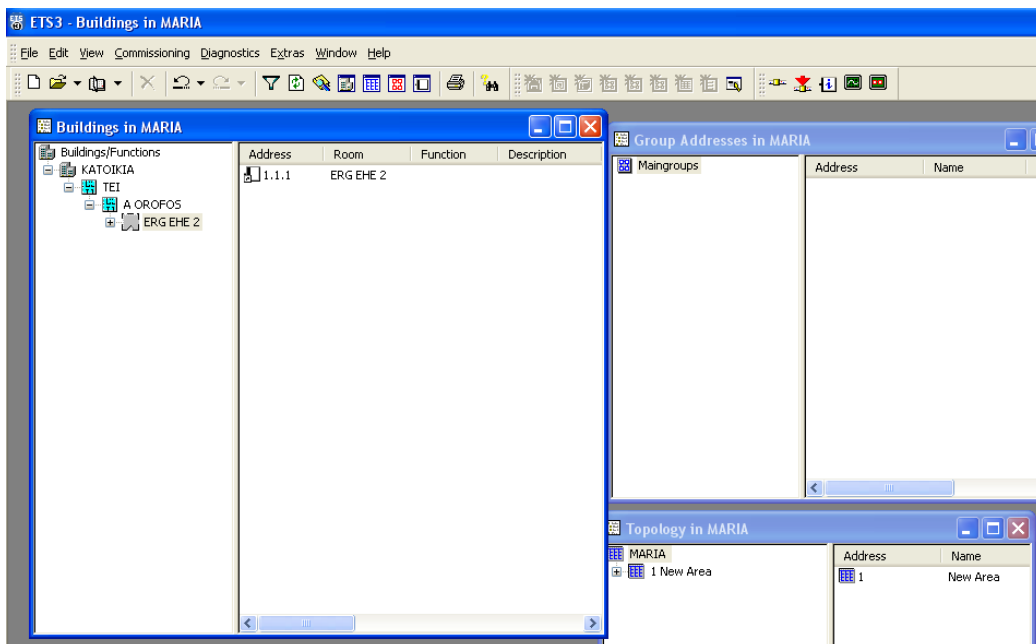 ETS3 - Buildings in MARIA
File Edit View Commissioning Diagnostics Extras Window Help
Buildings in MARIA
Buildings/Functions
KATOIKIA
TEI
A OROFOS
ERG EHE 2
Address Room Function Description
1.1.1 ERG EHE 2
Group Addresses in MARIA
Maingroups
Address Name
Topology in MARIA
MARIA
1 New Area
Address Name
1 New Area